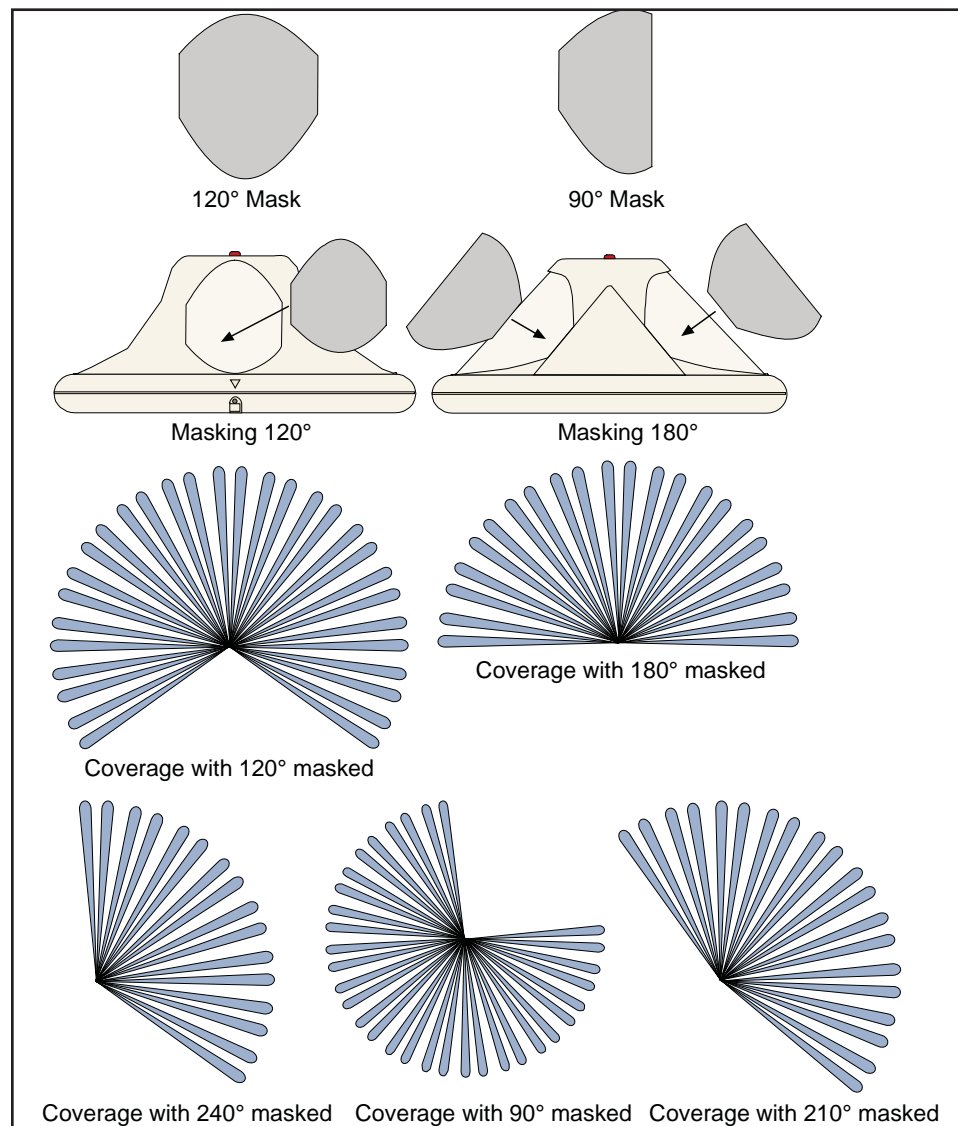 120° Mask
90° Mask
Masking 120°
Masking 180°
Coverage with 180° masked
Coverage with 120° masked
Coverage with 240° masked
Coverage with 90° masked
Coverage with 210° masked